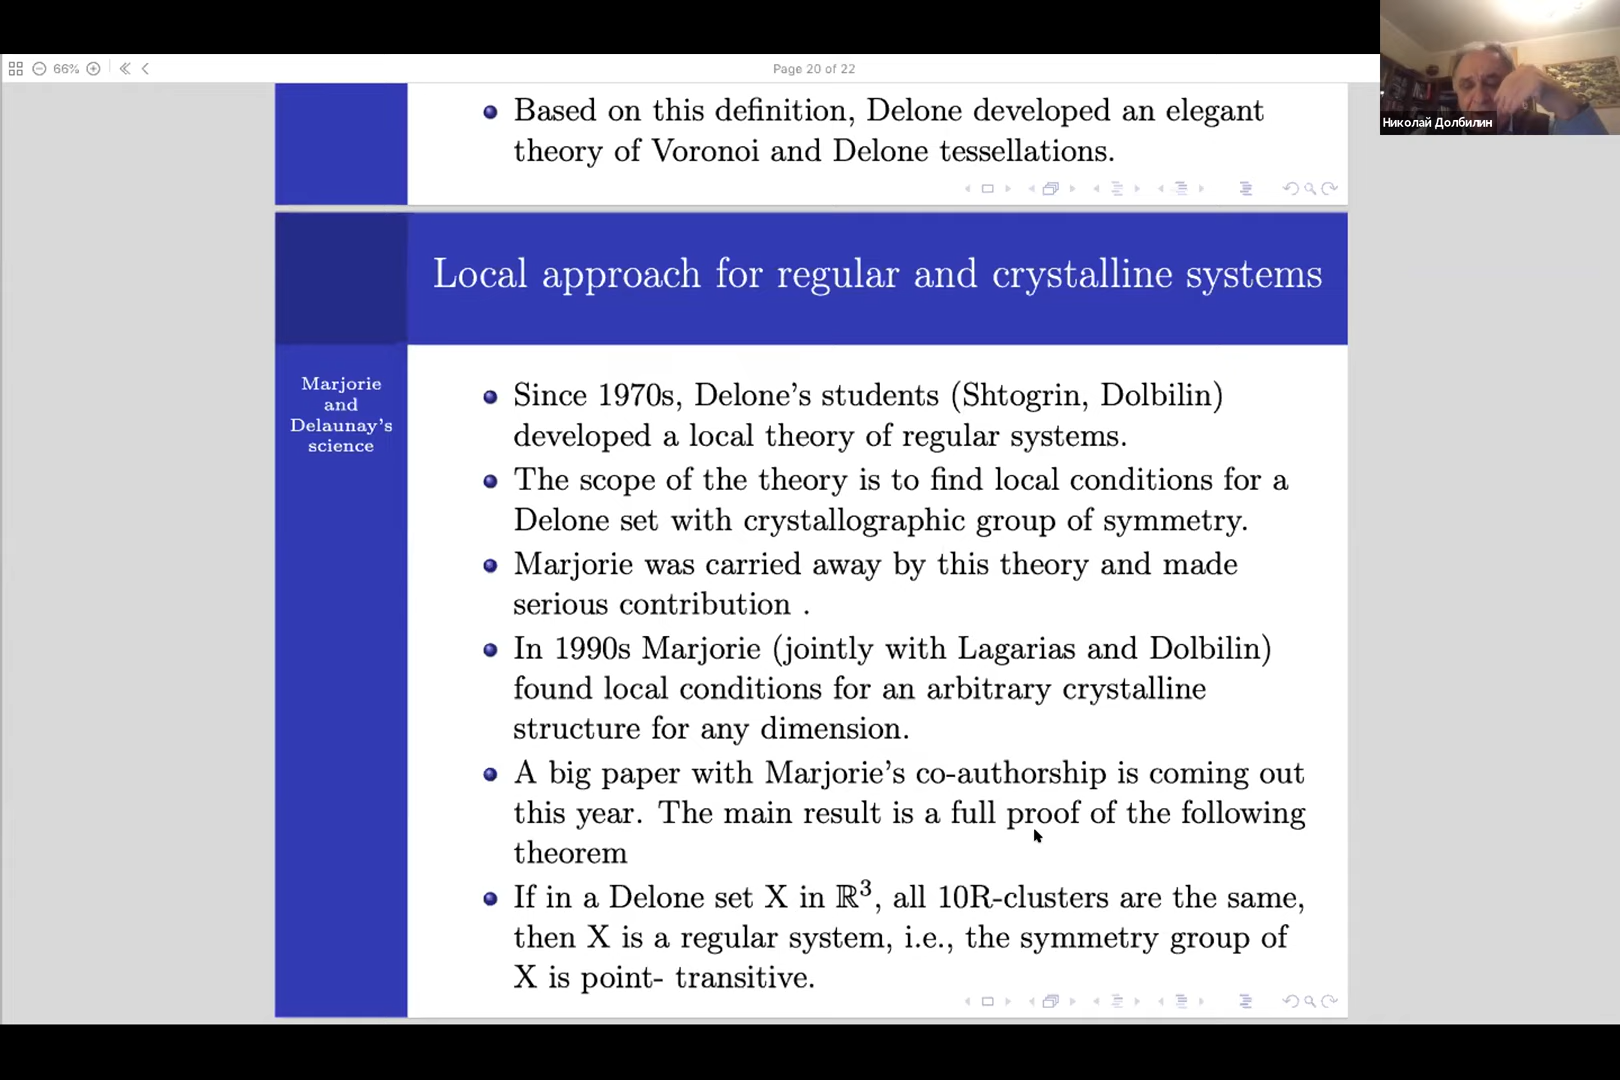 66%
Page 20 of 22
Николай Долбилин
Based on this definition, Delone developed an elegant
theory of Voronoi and Delone tessellations.
Local approach for regular and crystalline systems
Marjorie
and
Delaunay's
science
Since 1970s, Delone's students (Shtogrin, Dolbilin)
developed a local theory of regular systems.
The scope of the theory is to find local conditions for a
Delone set with crystallographic group of symmetry.
Marjorie was carried away by this theory and made
serious contribution .
In 1990s Marjorie (jointly with Lagarias and Dolbilin)
found local conditions for an arbitrary crystalline
structure for any dimension.
A big paper with Marjorie's co-authorship is coming out
this year. The main result is a full proof of the following
theorem
If in a Delone set X in ℝ³, all 10R-clusters are the same,
then X is a regular system, i.e., the symmetry group of
X is point- transitive.